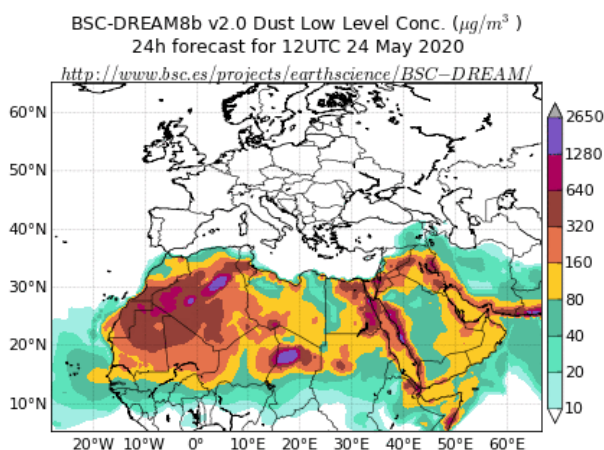 BSC-DREAM8b v2.0 Dust Low Level Conc. (μg/m³ )
24h forecast for 12UTC 24 May 2020
http://www.bsc.es/projects/earthscience/BSC−DREAM/
60°N
50°N
40°N
30°N
20°N
10°N
20°W 10°W 0° 10°E 20°E 30°E 40°E 50°E 60°E
2650
1280
640
320
160
80
40
20
10